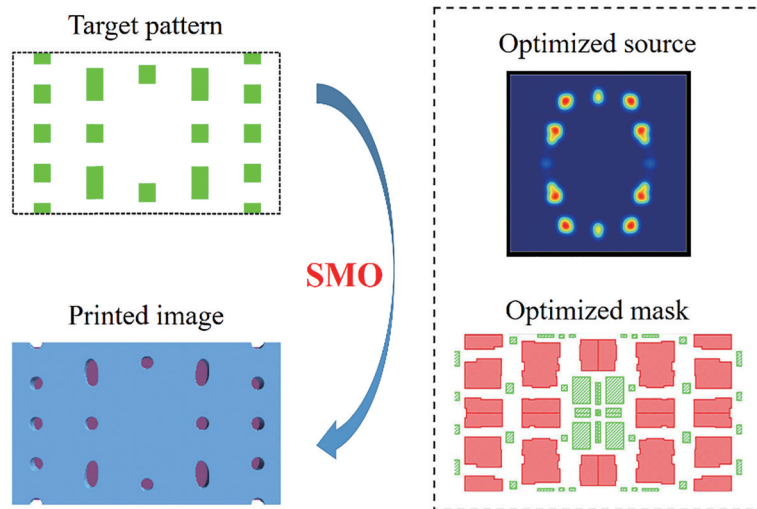 Target pattern
Optimized source
SMO
Printed image
Optimized mask